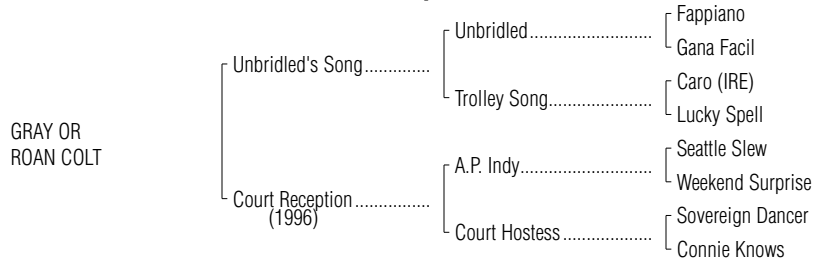 Fappiano
Unbridled..........................
Gana Facil
Unbridled's Song..............
Caro (IRE)
Trolley Song......................
Lucky Spell
GRAY OR
ROAN COLT
Seattle Slew
A.P. Indy............................
Weekend Surprise
Court Reception................
(1996)
Sovereign Dancer
Court Hostess...................
Connie Knows